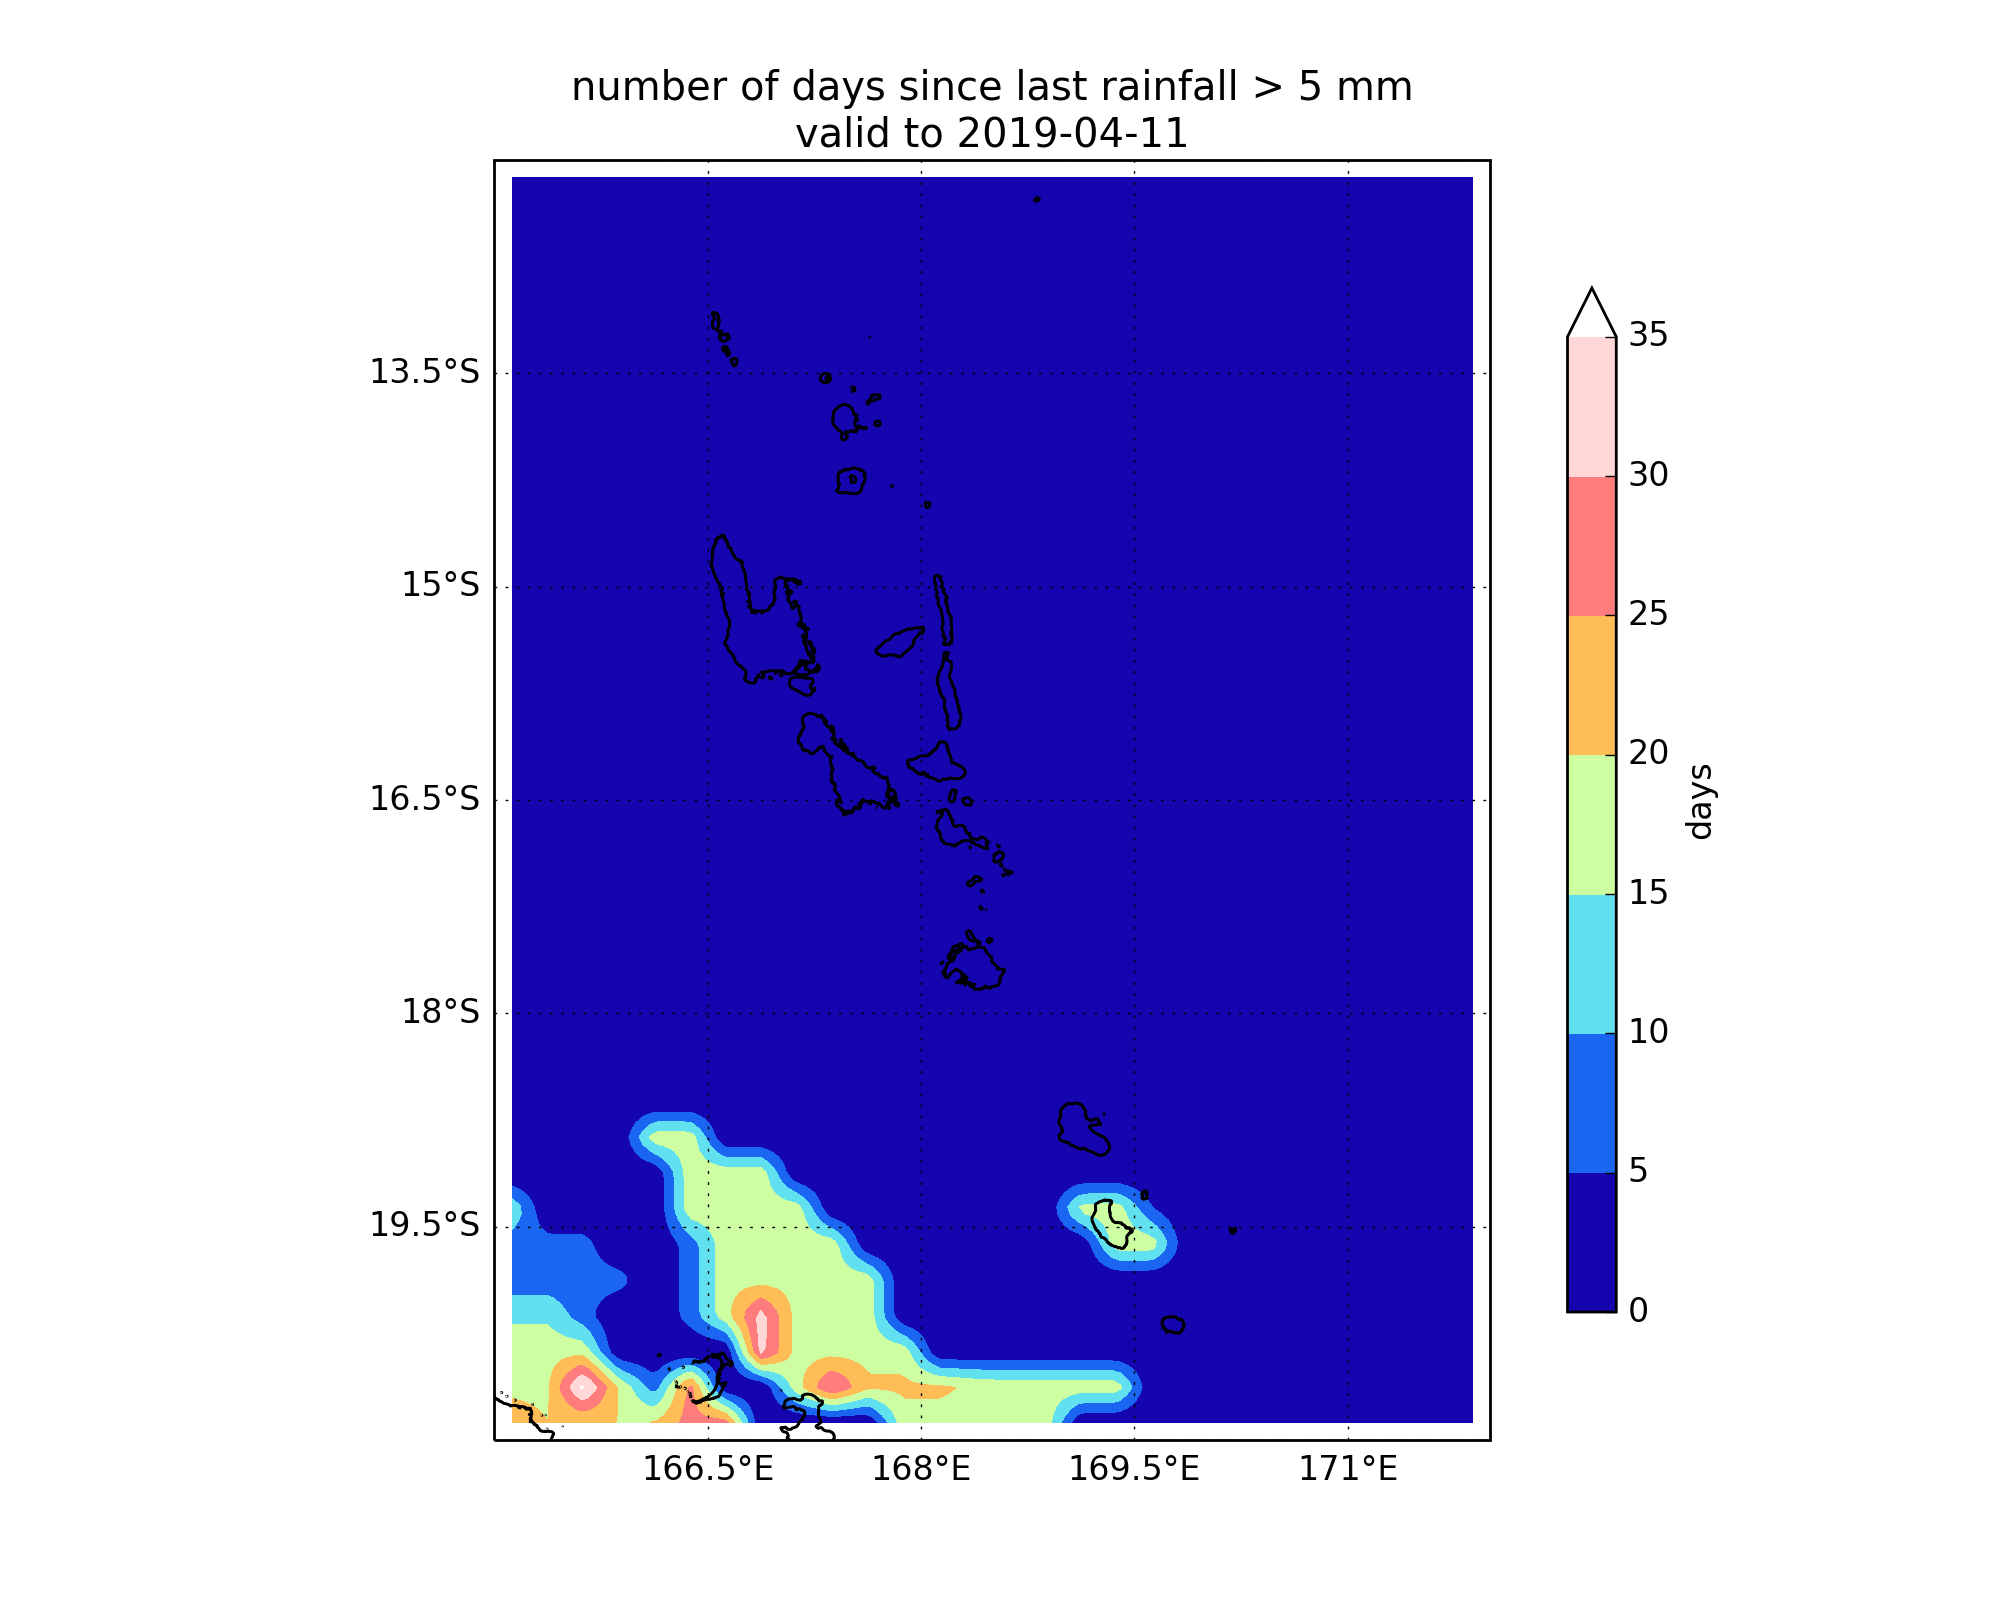 number of days since last rainfall > 5 mm
valid to 2019-04-11
13.5°S
15°S
16.5°S
18°S
19.5°S
166.5°E
168°E
169.5°E
171°E
35
30
25
20
15
10
5
0
days